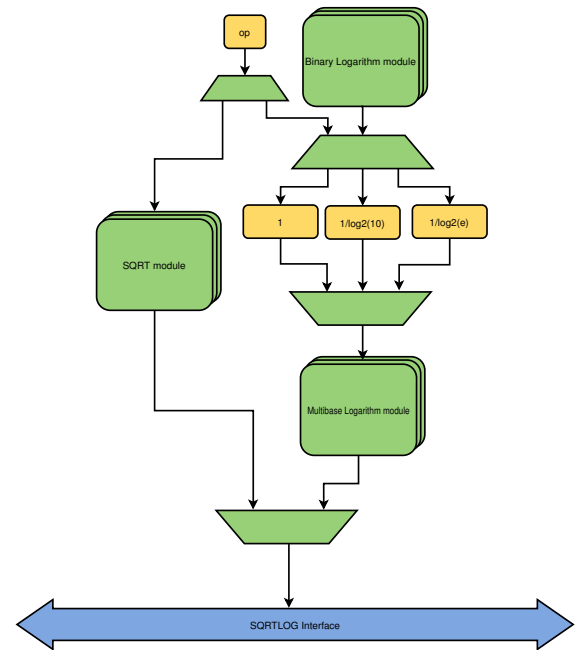 op
Binary Logarithm module
1
1/log2(10)
1/log2(e)
SQRT module
Multibase Logarithm module
SQRTLOG Interface